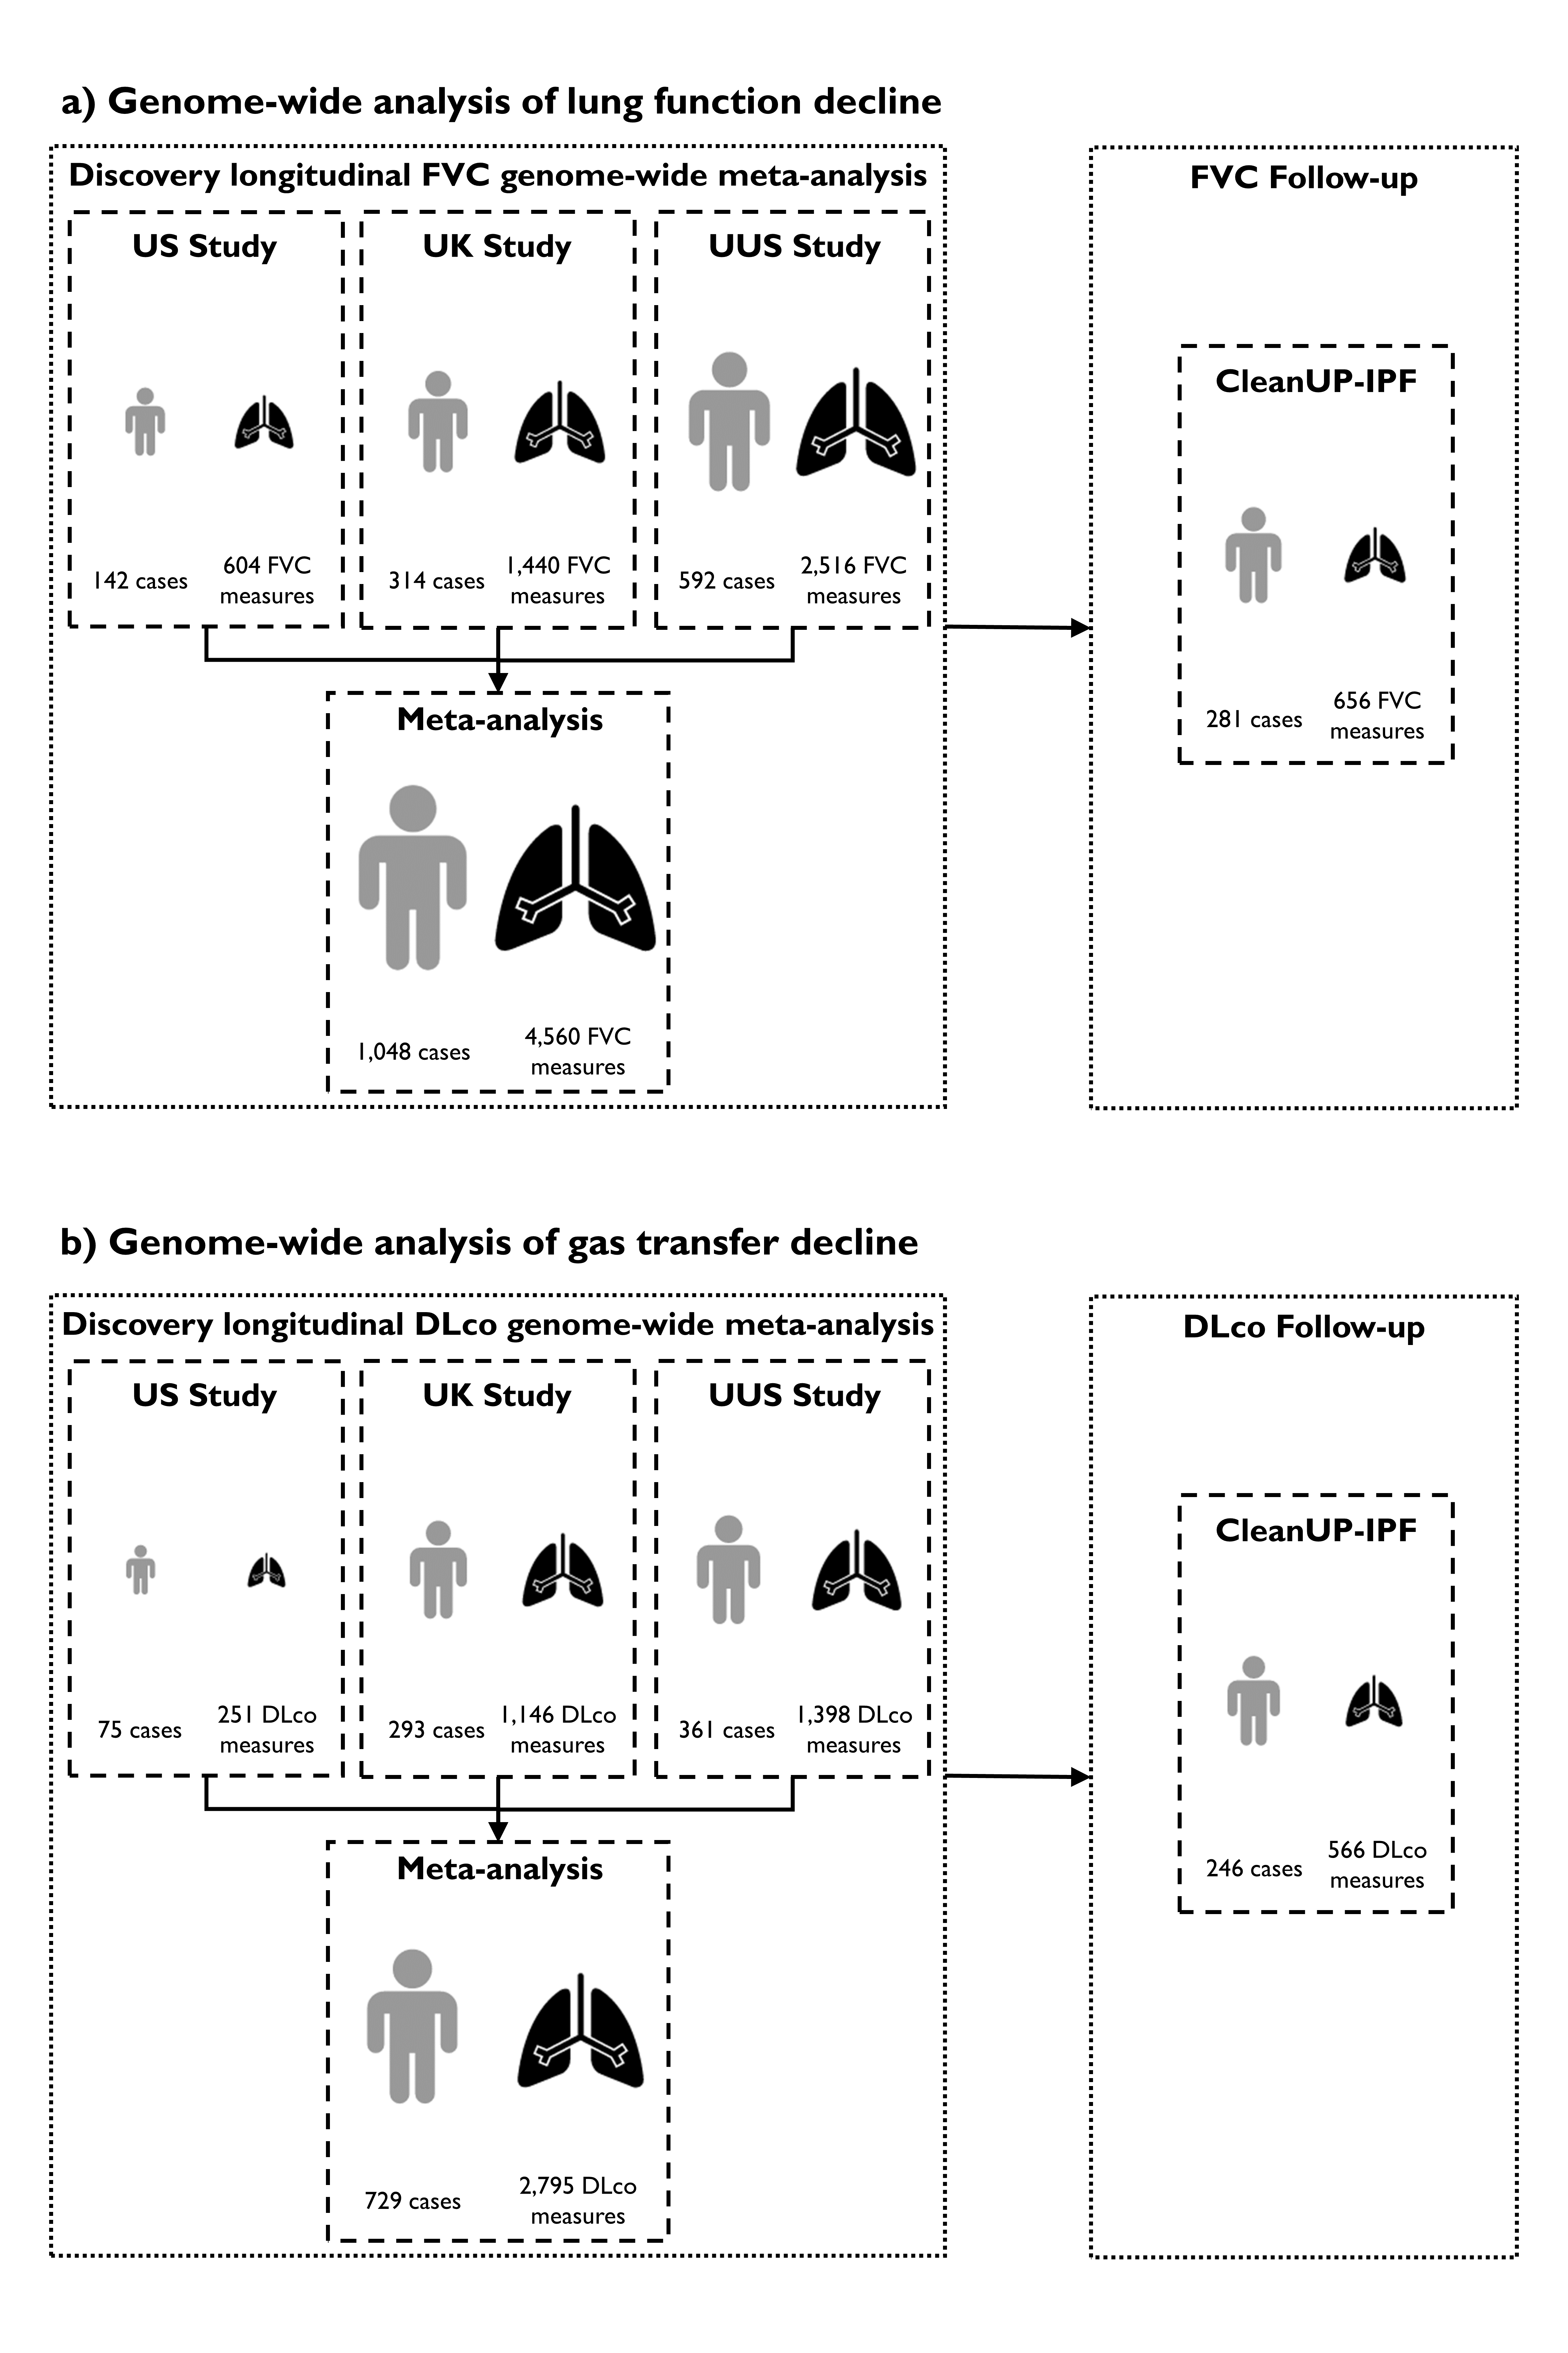 a) Genome-wide analysis of lung function decline
Discovery longitudinal FVC genome-wide meta-analysis
US Study
142 cases
604 FVC
measures
UK Study
314 cases
1,440 FVC
measures
UUS Study
592 cases
2,516 FVC
measures
Meta-analysis
1,048 cases
4,560 FVC
measures
FVC Follow-up
CleanUP-IPF
281 cases
656 FVC
measures
b) Genome-wide analysis of gas transfer decline
Discovery longitudinal DLco genome-wide meta-analysis
US Study
75 cases
251 DLco
measures
UK Study
293 cases
1,146 DLco
measures
UUS Study
361 cases
1,398 DLco
measures
Meta-analysis
729 cases
2,795 DLco
measures
DLco Follow-up
CleanUP-IPF
246 cases
566 DLco
measures